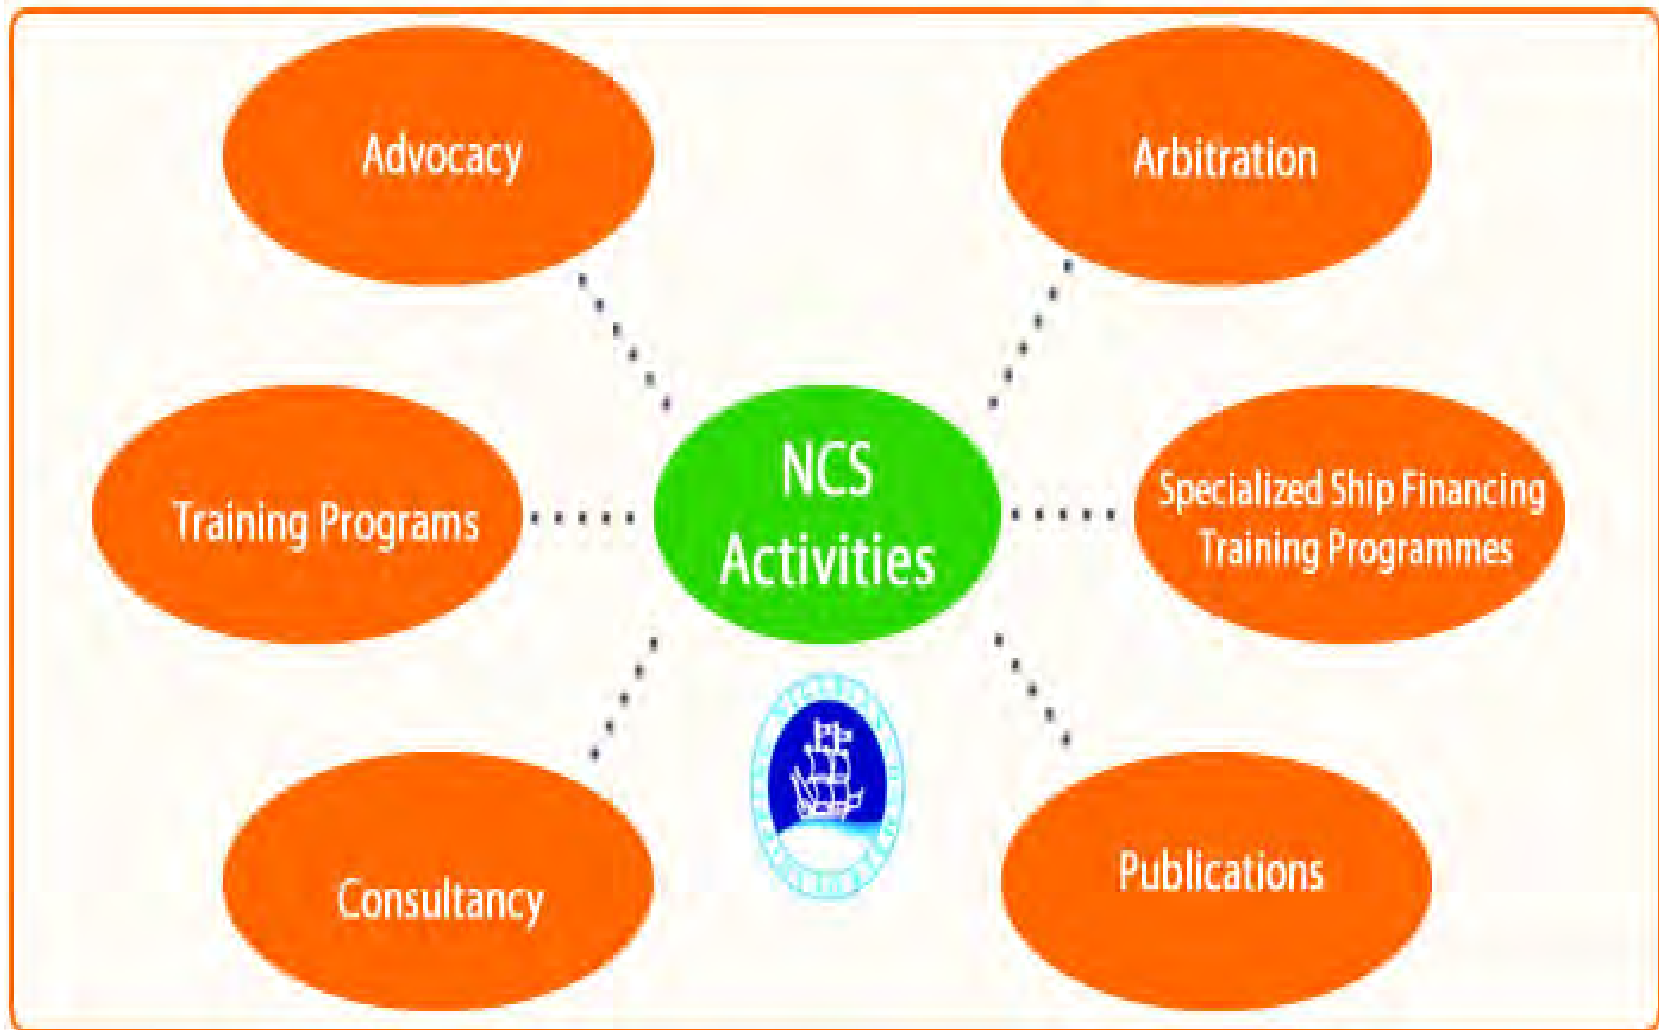 Advocacy
Arbitration
NCS
Activities
Training Programs
Specialized Ship Financing
Training Programmes
Consultancy
Publications